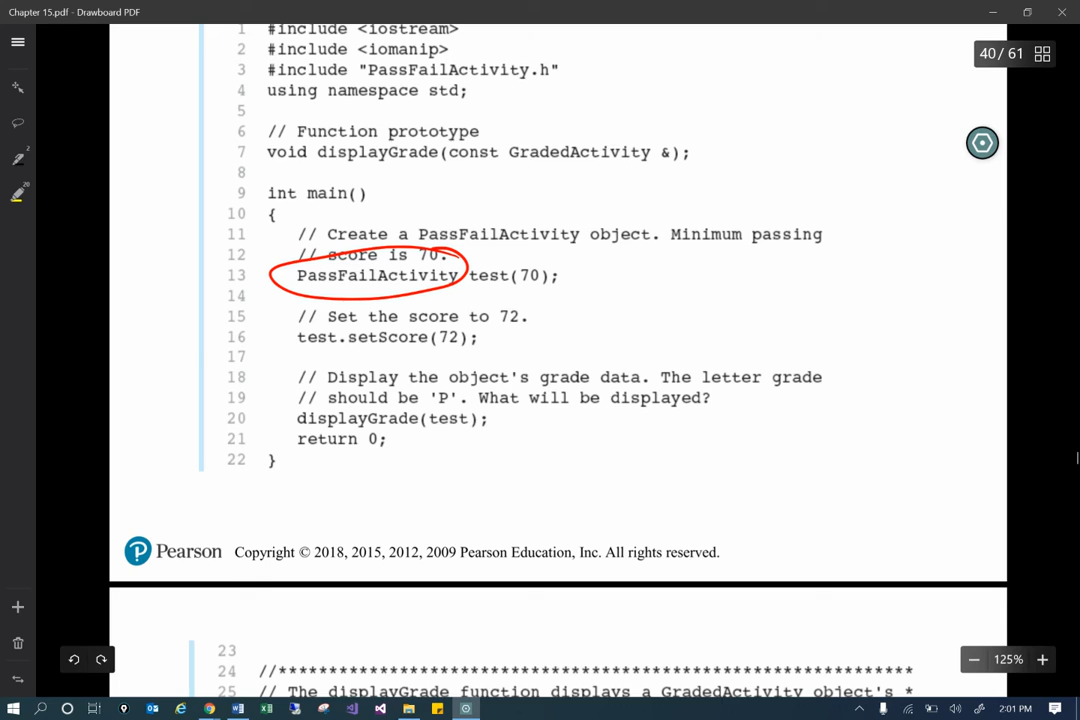 Chapter 15.pdf - Drawboard PDF
40 / 61
1 #include <iostream>
2 #include <iomanip>
3 #include "PassFailActivity.h"
4 using namespace std;
5
6 // Function prototype
7 void displayGrade(const GradedActivity &);
8
9 int main()
10 {
11 // Create a PassFailActivity object. Minimum passing
12 // score is 70.
13 PassFailActivity test(70);
14
15 // Set the score to 72.
16 test.setScore(72);
17
18 // Display the object's grade data. The letter grade
19 // should be 'P'. What will be displayed?
20 displayGrade(test);
21 return 0;
22 }
Pearson Copyright © 2018, 2015, 2012, 2009 Pearson Education, Inc. All rights reserved.
23
24 //***************************************************************
25 // The displayGrade function displays a GradedActivity object's *
2
20
125%
2:01 PM